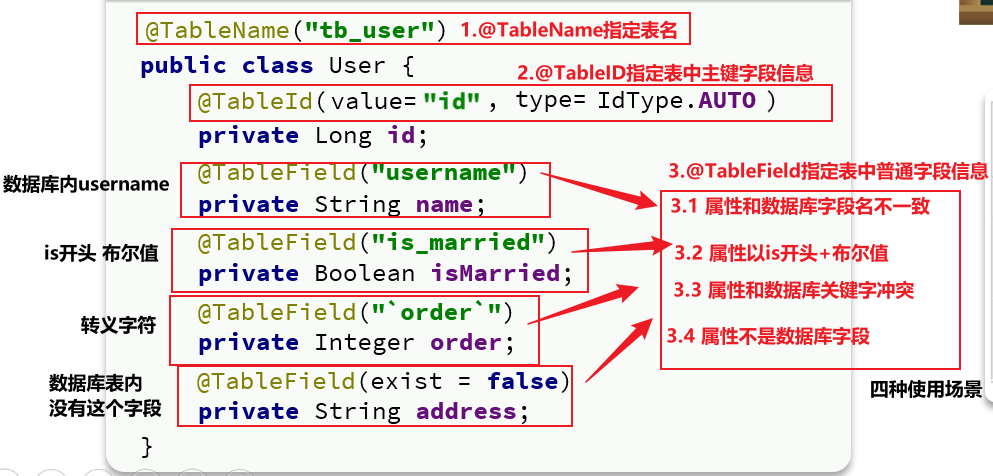 @TableName("tb_user") 1.@TableName指定表名
public class User {
2.@TableID指定表中主键字段信息
@TableId(value="id", type=IdType.AUTO)
private Long id;
数据库内username
@TableField("username")
private String name;
3.@TableField指定表中普通字段信息
3.1 属性和数据库字段名不一致
is开头 布尔值
@TableField("is_married")
private Boolean isMarried;
3.2 属性以is开头+布尔值
3.3 属性和数据库关键字冲突
转义字符
@TableField("`order`")
private Integer order;
3.4 属性不是数据库字段
数据库表内
没有这个字段
@TableField(exist = false)
private String address;
四种使用场景
}